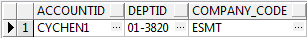 ACCOUNTID DEPTID COMPANY_CODE
1 CYCHEN1 ... 01-3820 ... ESMT ...